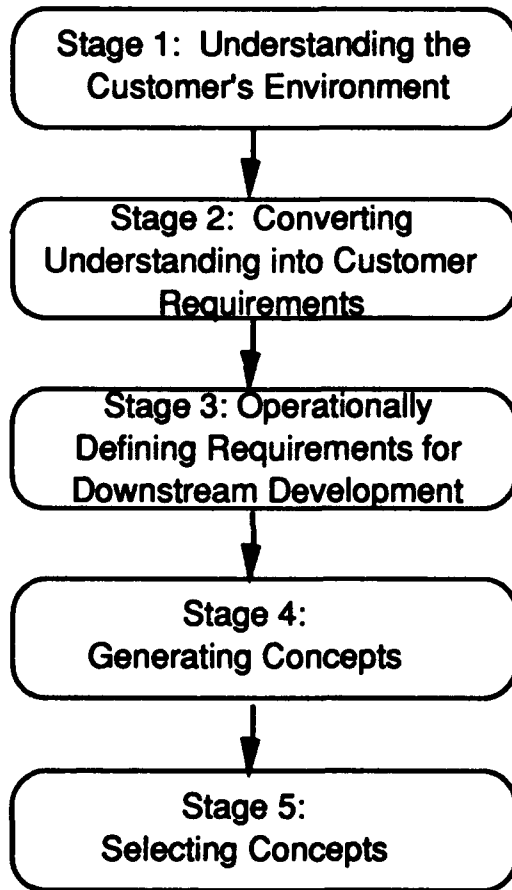 Stage 1: Understanding the
Customer's Environment
Stage 2: Converting
Understanding into Customer
Requirements
Stage 3: Operationally
Defining Requirements for
Downstream Development
Stage 4:
Generating Concepts
Stage 5:
Selecting Concepts